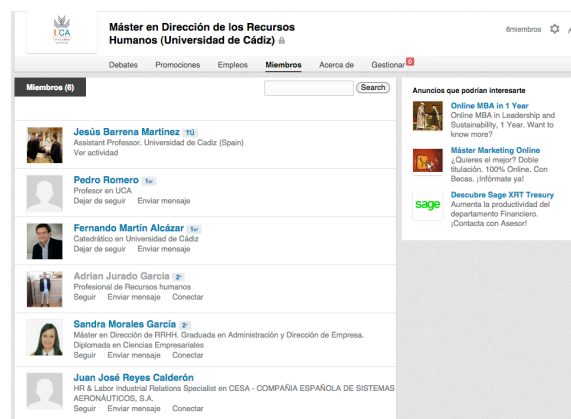 UCA
Máster en Dirección de los Recursos
Humanos (Universidad de Cádiz)
6miembros
Debates Promociones Empleos Miembros Acerca de Gestionar 0
Miembros (6)
Search
Jesús Barrena Martinez TÚ
Assistant Professor. Universidad de Cadiz (Spain)
Ver actividad
Pedro Romero 1er
Profesor en UCA
Dejar de seguir Enviar mensaje
Fernando Martín Alcázar 1er
Catedrático en Universidad de Cádiz
Dejar de seguir Enviar mensaje
Adrian Jurado Garcia 2º
Profesional de Recursos humanos
Seguir Enviar mensaje Conectar
Sandra Morales García 2º
Máster en Dirección de RRHH. Graduada en Administración y Dirección de Empresa.
Diplomada en Ciencias Empresariales
Seguir Enviar mensaje Conectar
Juan José Reyes Calderón
HR & Labor Industrial Relations Specialist en CESA - COMPAÑIA ESPAÑOLA DE SISTEMAS
AERONÁUTICOS, S.A.
Seguir Enviar mensaje Conectar
Anuncios que podrían interesarte
Online MBA in 1 Year
Online MBA in Leadership and
Sustainability, 1 Year. Want to
know more?
Máster Marketing Online
¿Quieres el mejor? Doble
titulación. 100% Online. Con
Becas. ¡Infórmate ya!
sage
Descubre Sage XRT Tresury
Aumenta la productividad del
departamento Financiero.
¡Contacta con Asesor!